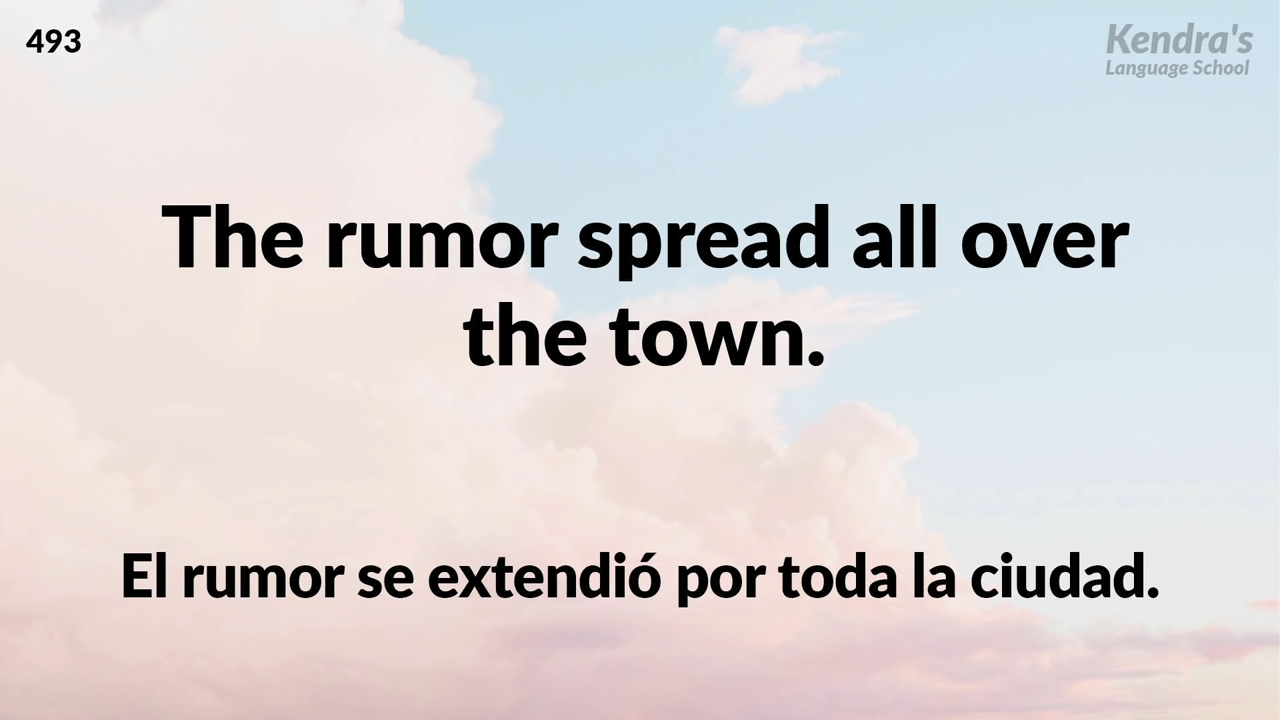 493
Kendra's
Language School
The rumor spread all over
the town.
El rumor se extendió por toda la ciudad.